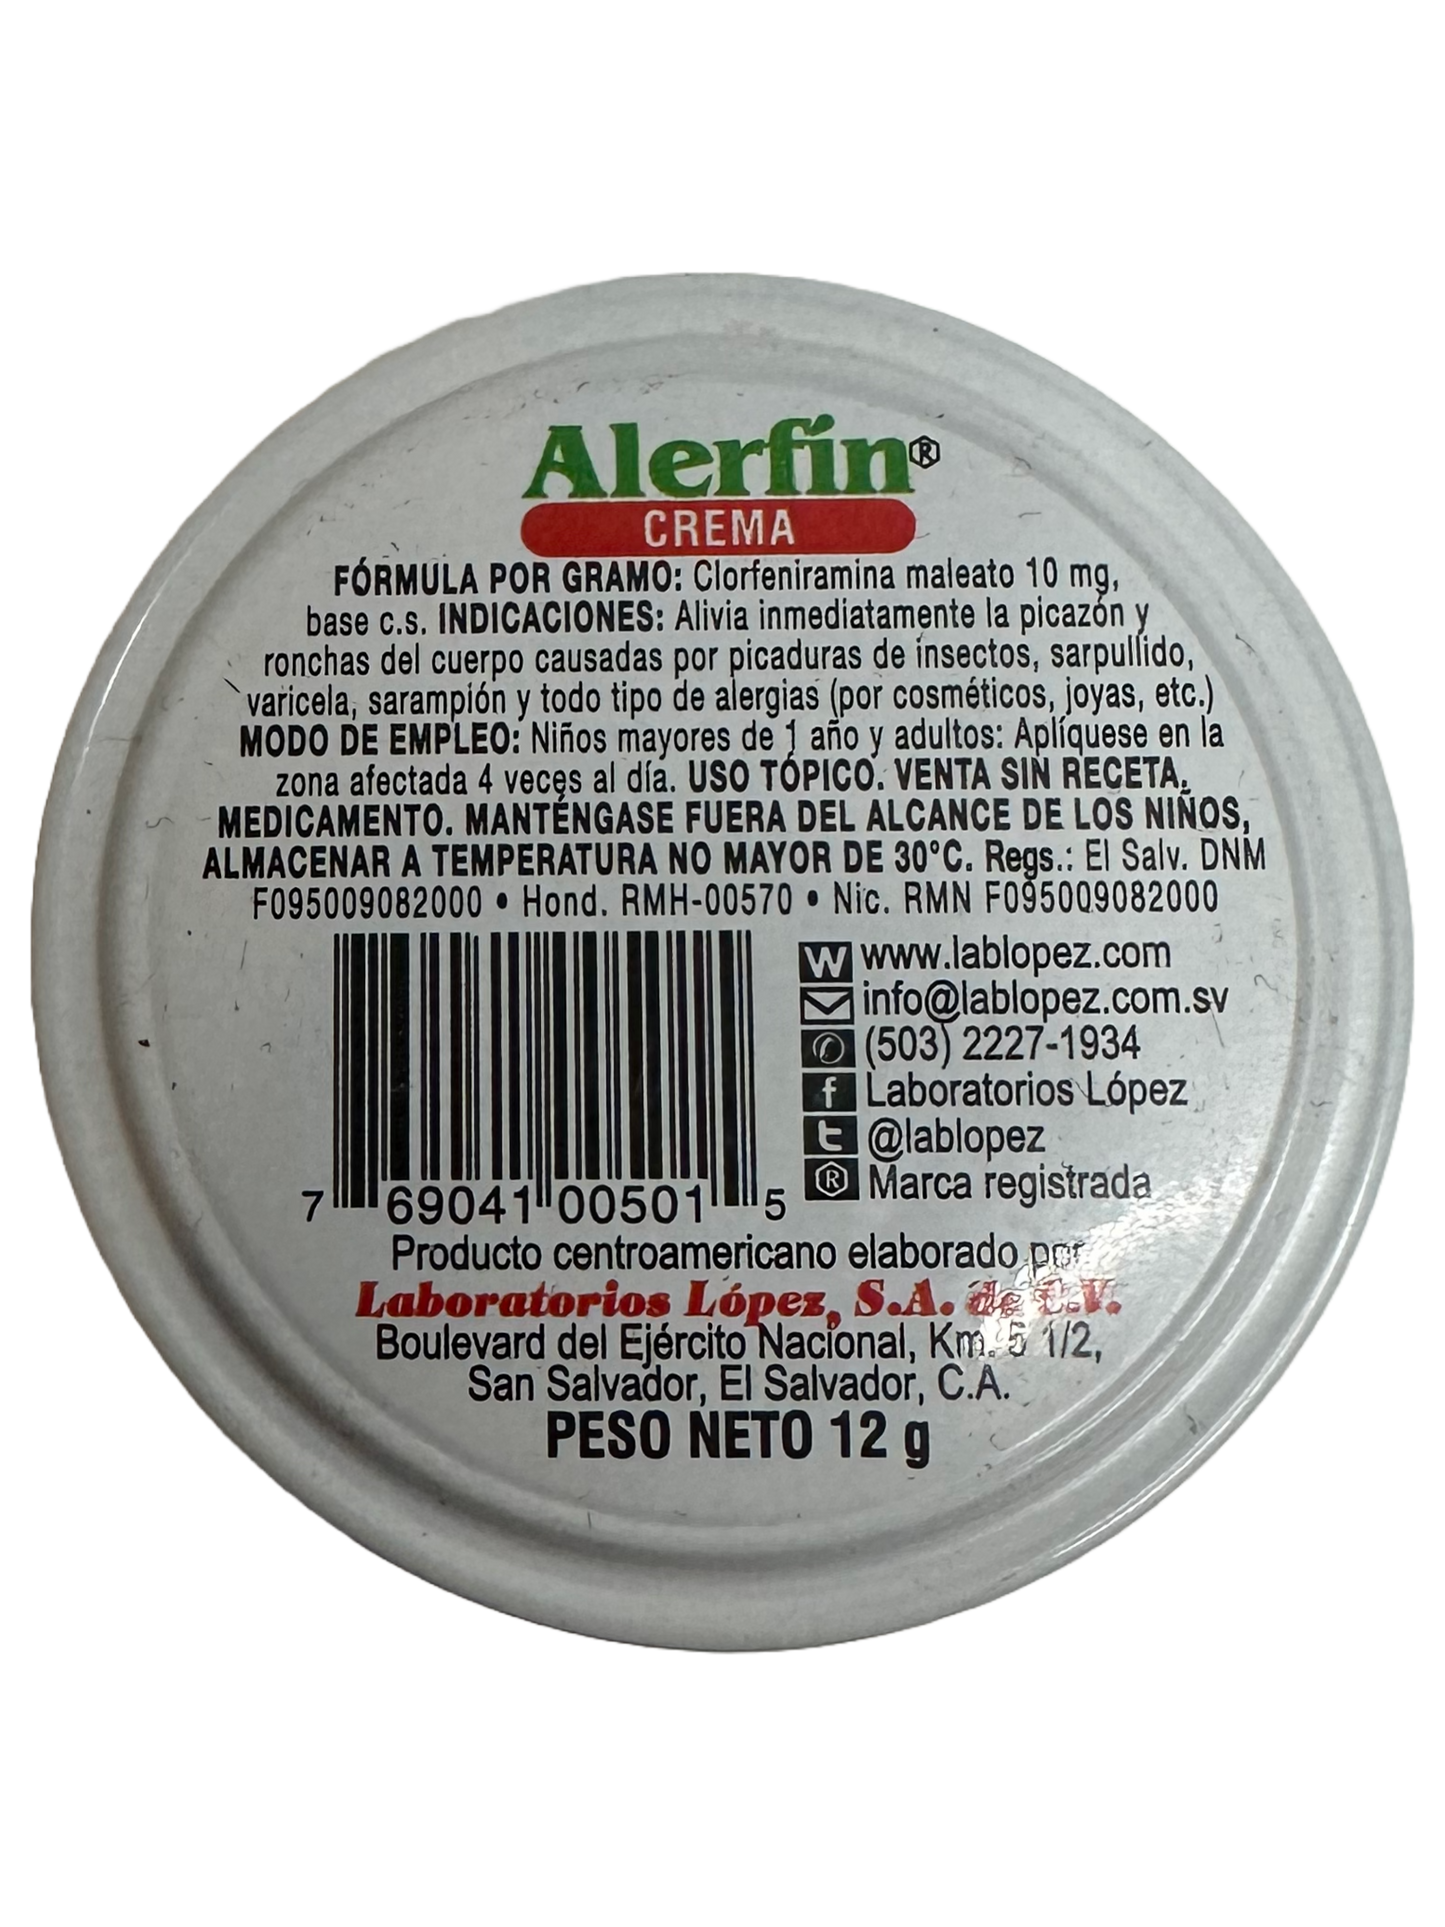 Alerfin®
CREMA
FÓRMULA POR GRAMO: Clorfeniramina maleato 10 mg,
base c.s. INDICACIONES: Alivia inmediatamente la picazón y
ronchas del cuerpo causadas por picaduras de insectos, sarpullido,
varicela, sarampión y todo tipo de alergias (por cosméticos, joyas, etc.)
MODO DE EMPLEO: Niños mayores de 1 año y adultos: Aplíquese en la
zona afectada 4 veces al día. USO TÓPICO. VENTA SIN RECETA.
MEDICAMENTO. MANTÉNGASE FUERA DEL ALCANCE DE LOS NIÑOS,
ALMACENAR A TEMPERATURA NO MAYOR DE 30°C. Regs.: El Salv. DNM
F095009082000 • Hond. RMH-00570 • Nic. RMN F095009082000
W www.lablopez.com
info@lablopez.com.sv
(503) 2227-1934
f Laboratorios López
t @lablopez
® Marca registrada
7 69041 00501 5
Producto centroamericano elaborado por
Laboratorios López, S.A. de C.V.
Boulevard del Ejército Nacional, Km. 5 1/2,
San Salvador, El Salvador, C.A.
PESO NETO 12 g